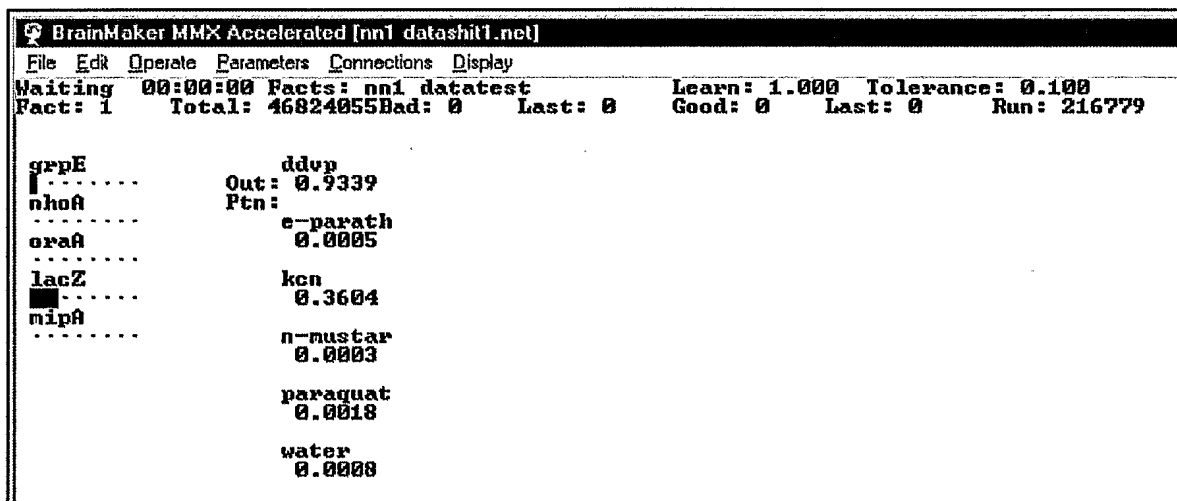 BrainMaker MMX Accelerated [nn1 datashit1.net]
File Edit Operate Parameters Connections Display
Waiting 00:00:00 Facts: nn1 datatest Learn: 1.000 Tolerance: 0.100
Fact: 1 Total: 46824055Bad: 0 Last: 0 Good: 0 Last: 0 Run: 216779
grpE ddvp
Out: 0.9339
nhoA Ptn:
e-parath
oraA 0.0005
lacZ kcn
0.3604
mipA
n-mustar
0.0003
paraquat
0.0018
water
0.0008